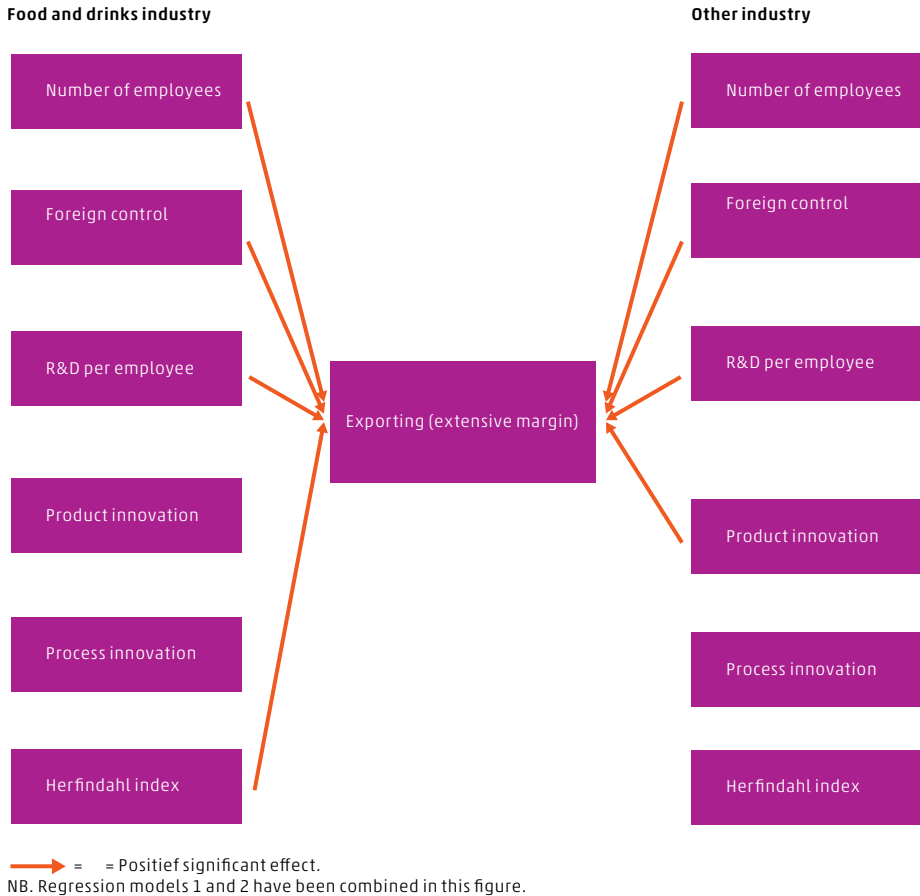 Food and drinks industry
Number of employees
Foreign control
R&D per employee
Product innovation
Process innovation
Herfindahl index
Exporting (extensive margin)
Other industry
Number of employees
Foreign control
R&D per employee
Product innovation
Process innovation
Herfindahl index
= = Positief significant effect.
NB. Regression models 1 and 2 have been combined in this figure.